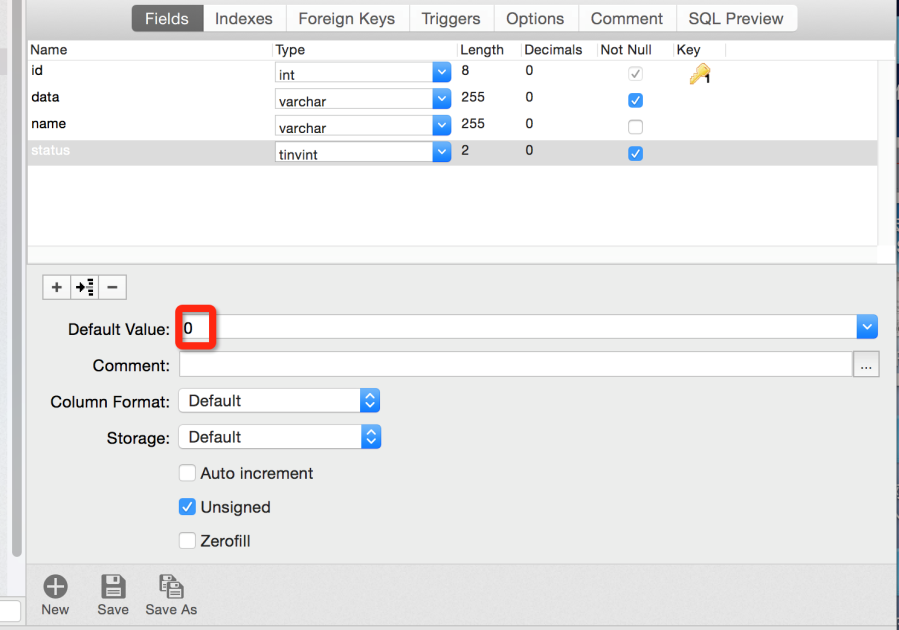 Fields Indexes Foreign Keys Triggers Options Comment SQL Preview
Name Type Length Decimals Not Null Key
id int 8 0 1
data varchar 255 0
name varchar 255 0
status tinyint 2 0
Default Value: 0
Comment: ...
Column Format: Default
Storage: Default
Auto increment
Unsigned
Zerofill
New Save Save As